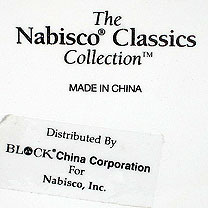 The
Nabisco® Classics
Collection™
MADE IN CHINA
Distributed By
BLOCK® China Corporation
For
Nabisco, Inc.